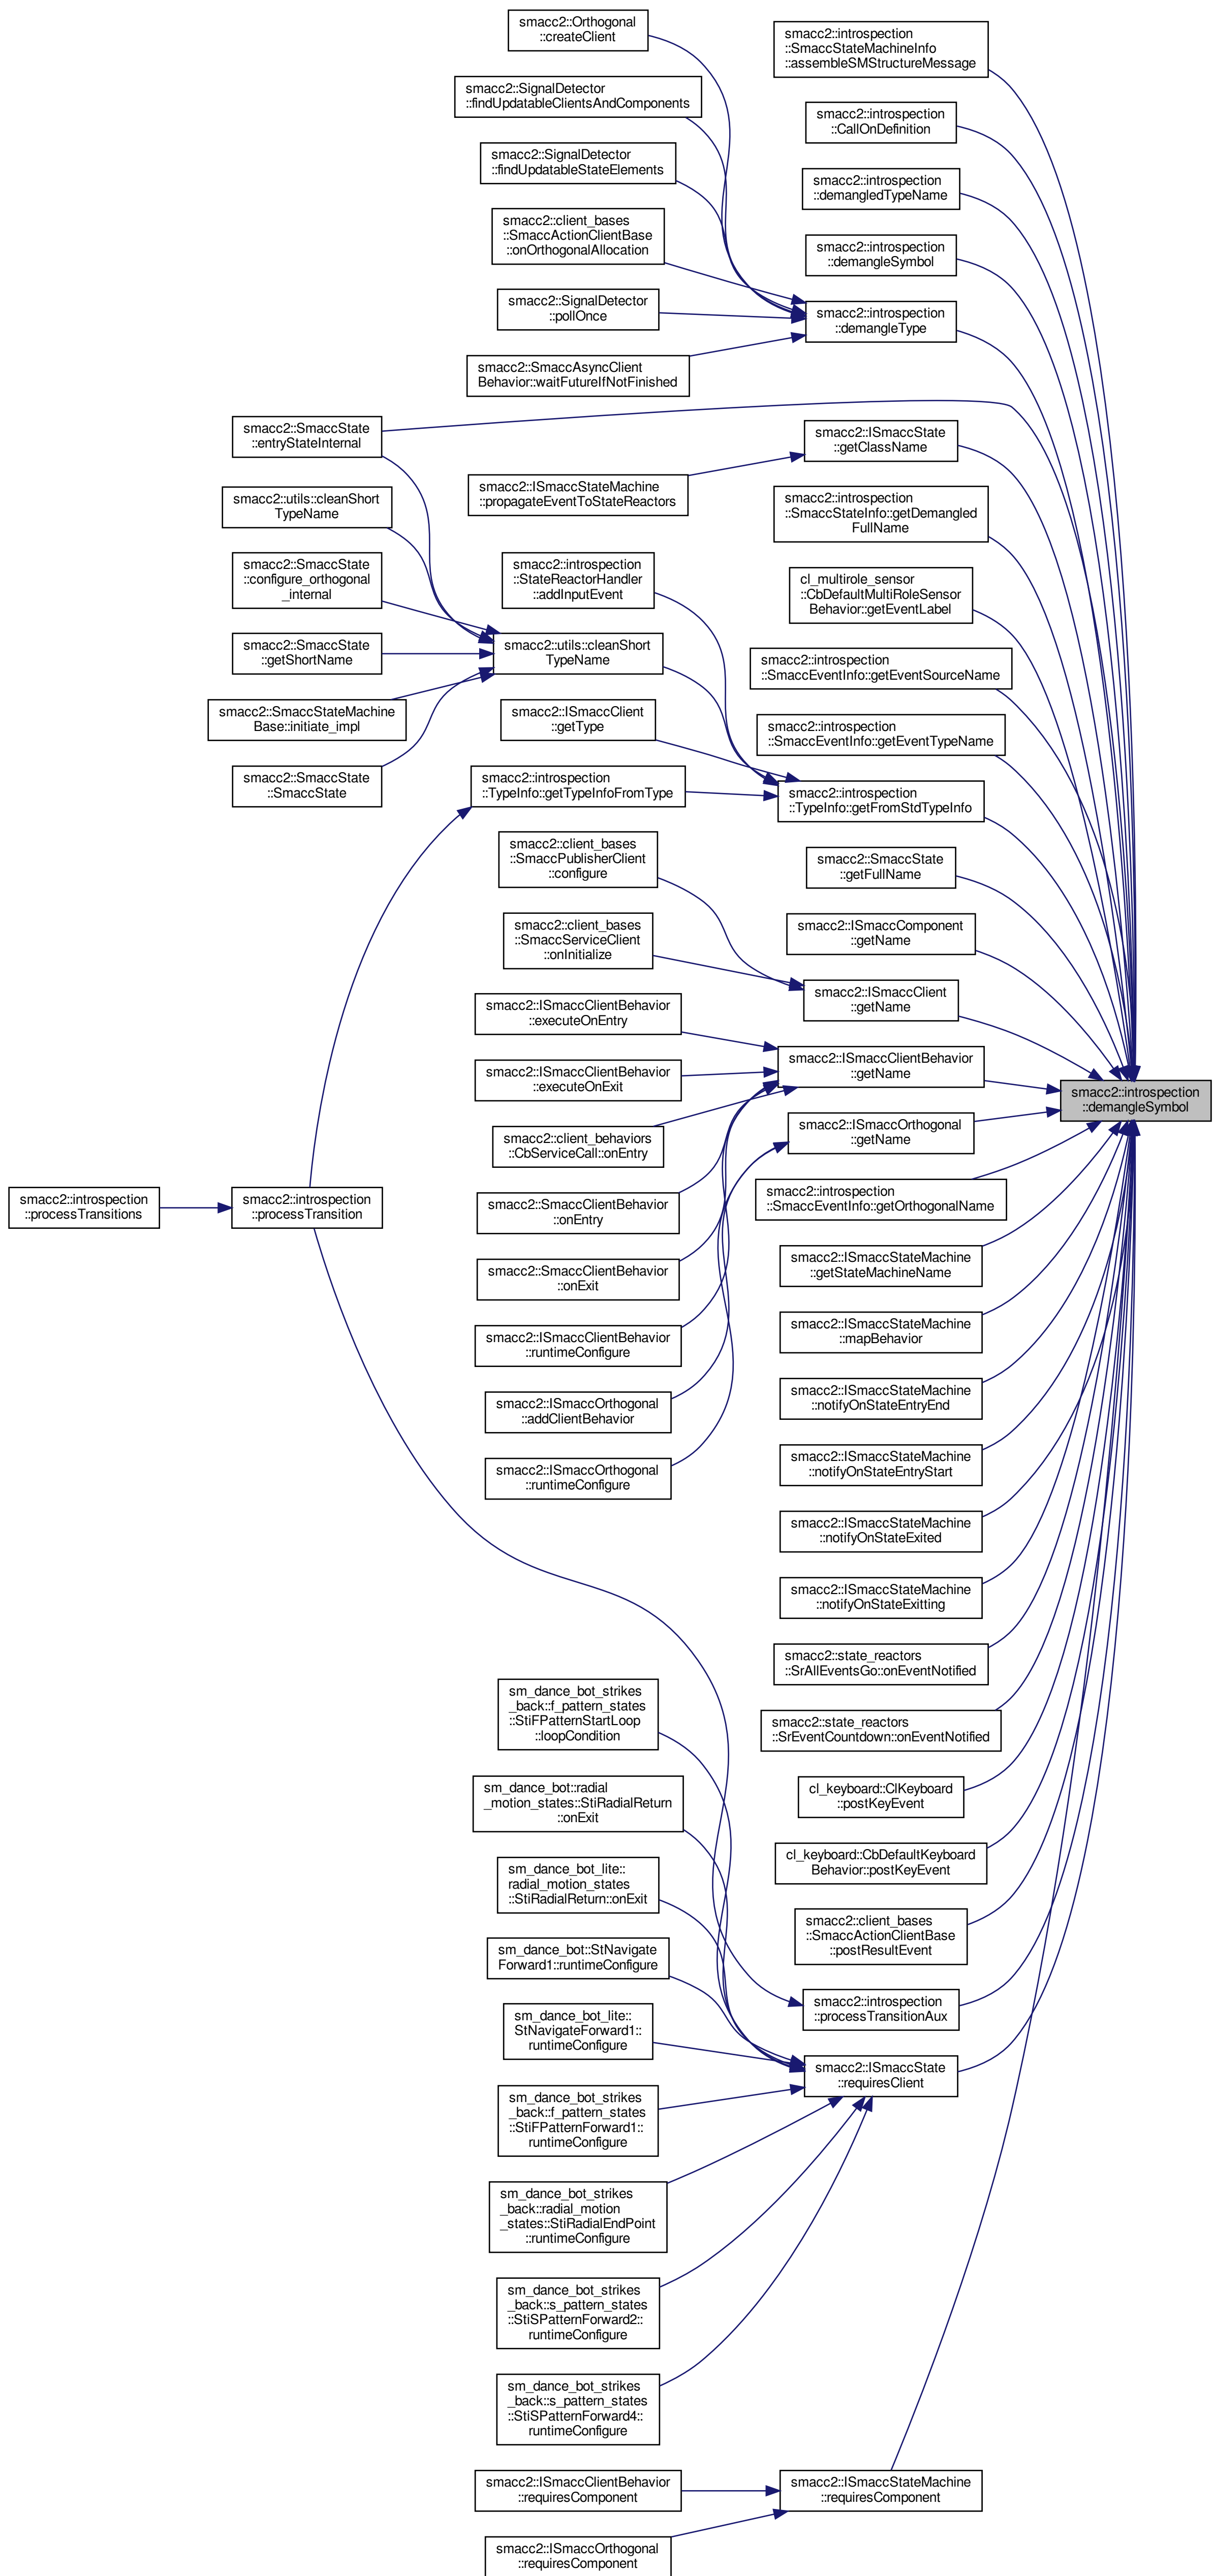 smacc2::Orthogonal
::createClient
smacc2::introspection
::SmaccStateMachineInfo
::assembleSMStructureMessage
smacc2::SignalDetector
::findUpdatableClientsAndComponents
smacc2::introspection
::CallOnDefinition
smacc2::SignalDetector
::findUpdatableStateElements
smacc2::introspection
::demangledTypeName
smacc2::client_bases
::SmaccActionClientBase
::onOrthogonalAllocation
smacc2::introspection
::demangleSymbol
smacc2::SignalDetector
::pollOnce
smacc2::introspection
::demangleType
smacc2::SmaccAsyncClient
Behavior::waitFutureIfNotFinished
smacc2::SmaccState
::entryStateInternal
smacc2::ISmaccState
::getClassName
smacc2::ISmaccStateMachine
::propagateEventToStateReactors
smacc2::utils::cleanShort
TypeName
smacc2::introspection
::SmaccStateInfo::getDemangled
FullName
smacc2::SmaccState
::configure_orthogonal
_internal
smacc2::introspection
::StateReactorHandler
::addInputEvent
cl_multirole_sensor
::CbDefaultMultiRoleSensor
Behavior::getEventLabel
smacc2::SmaccState
::getShortName
smacc2::utils::cleanShort
TypeName
smacc2::introspection
::SmaccEventInfo::getEventSourceName
smacc2::SmaccStateMachine
Base::initiate_impl
smacc2::ISmaccClient
::getType
smacc2::introspection
::SmaccEventInfo::getEventTypeName
smacc2::SmaccState
::SmaccState
smacc2::introspection
::TypeInfo::getTypeInfoFromType
smacc2::introspection
::TypeInfo::getFromStdTypeInfo
smacc2::client_bases
::SmaccPublisherClient
::configure
smacc2::SmaccState
::getFullName
smacc2::client_bases
::SmaccServiceClient
::onInitialize
smacc2::ISmaccComponent
::getName
smacc2::ISmaccClientBehavior
::executeOnEntry
smacc2::ISmaccClient
::getName
smacc2::ISmaccClientBehavior
::executeOnExit
smacc2::ISmaccClientBehavior
::getName
smacc2::introspection
::demangleSymbol
smacc2::client_behaviors
::CbServiceCall::onEntry
smacc2::ISmaccOrthogonal
::getName
smacc2::introspection
::processTransitions
smacc2::introspection
::processTransition
smacc2::SmaccClientBehavior
::onEntry
smacc2::introspection
::SmaccEventInfo::getOrthogonalName
smacc2::SmaccClientBehavior
::onExit
smacc2::ISmaccStateMachine
::getStateMachineName
smacc2::ISmaccClientBehavior
::runtimeConfigure
smacc2::ISmaccStateMachine
::mapBehavior
smacc2::ISmaccOrthogonal
::addClientBehavior
smacc2::ISmaccStateMachine
::notifyOnStateEntryEnd
smacc2::ISmaccOrthogonal
::runtimeConfigure
smacc2::ISmaccStateMachine
::notifyOnStateEntryStart
smacc2::ISmaccStateMachine
::notifyOnStateExited
smacc2::ISmaccStateMachine
::notifyOnStateExitting
smacc2::state_reactors
::SrAllEventsGo::onEventNotified
sm_dance_bot_strikes
_back::f_pattern_states
::StiFPatternStartLoop
::loopCondition
smacc2::state_reactors
::SrEventCountdown::onEventNotified
sm_dance_bot::radial
_motion_states::StiRadialReturn
::onExit
cl_keyboard::ClKeyboard
::postKeyEvent
sm_dance_bot_lite::
radial_motion_states
::StiRadialReturn::onExit
cl_keyboard::CbDefaultKeyboard
Behavior::postKeyEvent
sm_dance_bot::StNavigate
Forward1::runtimeConfigure
smacc2::client_bases
::SmaccActionClientBase
::postResultEvent
sm_dance_bot_lite::
StNavigateForward1::
runtimeConfigure
smacc2::introspection
::processTransitionAux
sm_dance_bot_strikes
_back::f_pattern_states
::StiFPatternForward1::
runtimeConfigure
smacc2::ISmaccState
::requiresClient
sm_dance_bot_strikes
_back::radial_motion
_states::StiRadialEndPoint
::runtimeConfigure
sm_dance_bot_strikes
_back::s_pattern_states
::StiSPatternForward2::
runtimeConfigure
sm_dance_bot_strikes
_back::s_pattern_states
::StiSPatternForward4::
runtimeConfigure
smacc2::ISmaccClientBehavior
::requiresComponent
smacc2::ISmaccStateMachine
::requiresComponent
smacc2::ISmaccOrthogonal
::requiresComponent